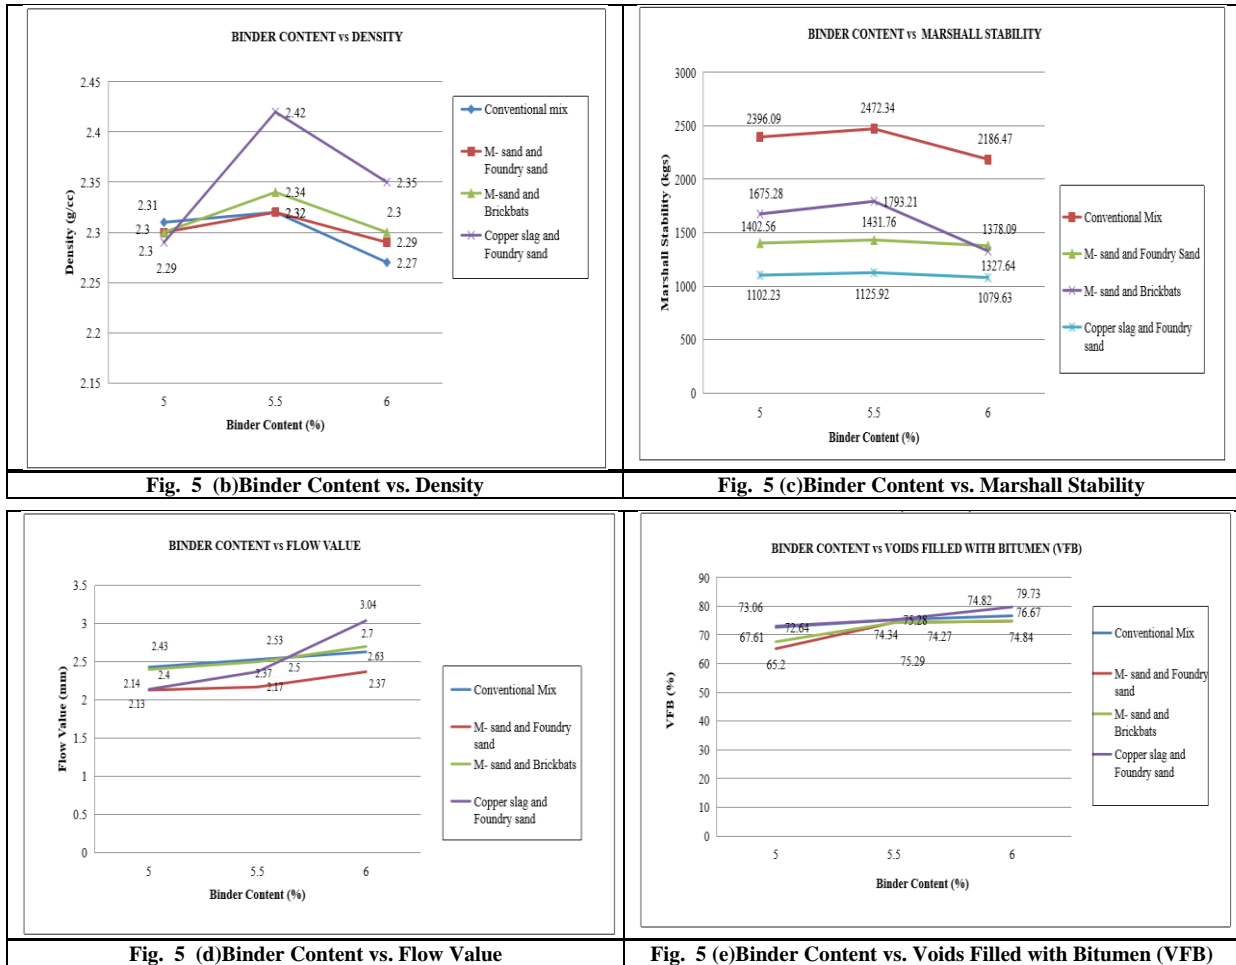 BINDER CONTENT vs DENSITY
2.45
2.4
2.35
2.3
2.25
2.2
2.15
Density (g/cc)
2.31
2.3
2.3
2.29
2.42
2.34
2.32
2.35
2.3
2.29
2.27
5
5.5
6
Binder Content (%)
Conventional mix
M- sand and
Foundry sand
M-sand and
Brickbats
Copper slag and
Foundry sand
Fig. 5 (b)Binder Content vs. Density
BINDER CONTENT vs MARSHALL STABILITY
3000
2500
2000
1500
1000
500
0
Marshall Stability (kgs)
2396.09
2472.34
2186.47
1675.28
1793.21
1402.56
1431.76
1378.09
1327.64
1102.23
1125.92
1079.63
5
5.5
6
Binder Content (%)
Conventional Mix
M- sand and Foundry Sand
M- sand and Brickbats
Copper slag and Foundry
sand
Fig. 5 (c)Binder Content vs. Marshall Stability
BINDER CONTENT vs FLOW VALUE
3.5
3
2.5
2
1.5
1
0.5
0
Flow Value (mm)
2.43
2.4
2.14
2.13
2.53
2.5
2.37
2.17
3.04
2.7
2.63
2.37
5
5.5
6
Binder Content (%)
Conventional Mix
M- sand and Foundry
sand
M- sand and Brickbats
Copper slag and
Foundry sand
Fig. 5 (d)Binder Content vs. Flow Value
BINDER CONTENT vs VOIDS FILLED WITH BITUMEN (VFB)
90
80
70
60
50
40
30
20
10
0
VFB (%)
73.06
72.64
67.61
65.2
75.28
74.34
74.27
75.29
74.82
79.73
76.67
74.84
5
5.5
6
Binder Content (%)
Conventional Mix
M- sand and Foundry
sand
M- sand and
Brickbats
Copper slag and
Foundry sand
Fig. 5 (e)Binder Content vs. Voids Filled with Bitumen (VFB)